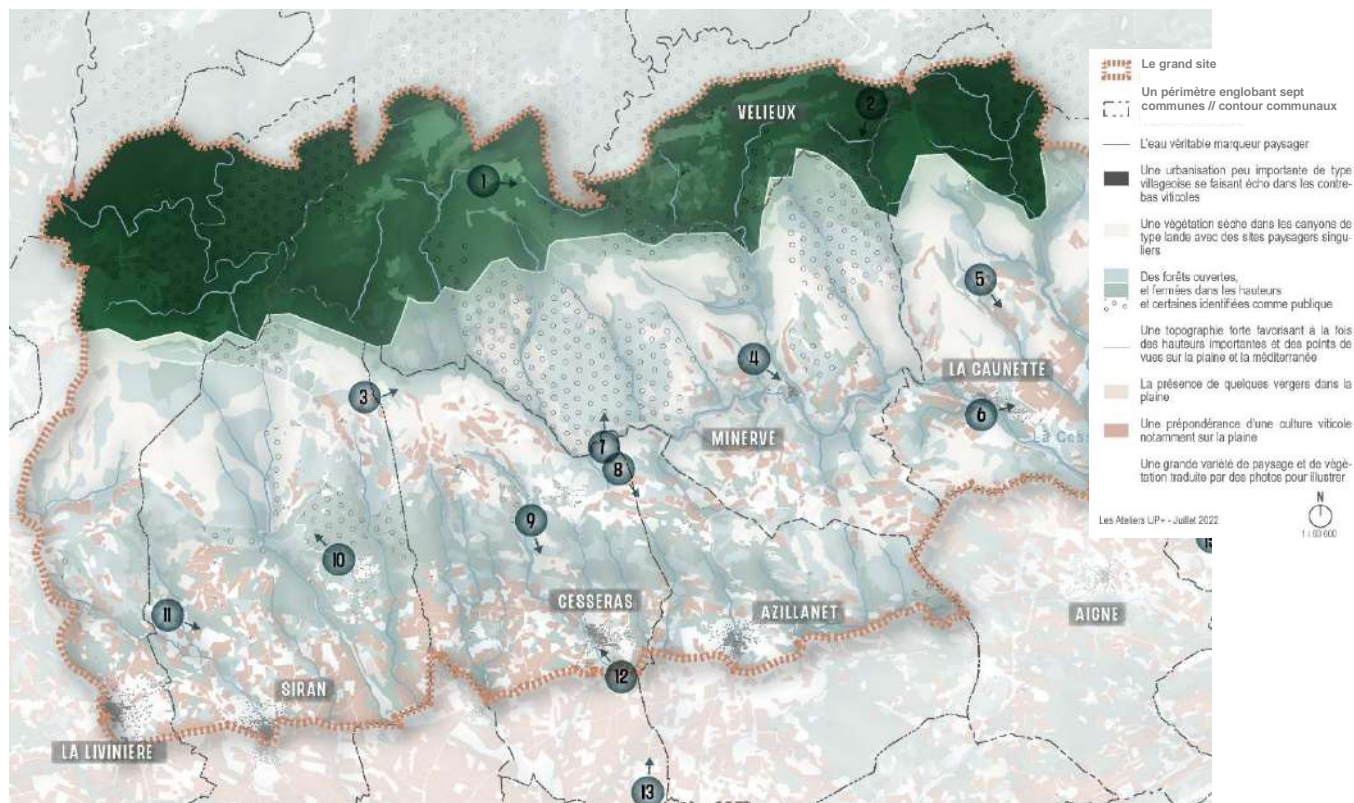 VELIEUX
2
1
5
4
LA CAUNETTE
3
6
MINERVE
La Cess
7
8
9
10
CESSERAS
AZILLANET
11
AIGNE
12
SIRAN
LA LIVINIÈRE
13
Le grand site
Un périmètre englobant sept
communes // contour communaux
L'eau véritable marqueur paysager
Une urbanisation peu importante de type
villageoise se faisant écho dans les contre-
bas viticoles
Une végétation sèche dans les canyons de
type lande avec des sites paysagers singu-
liers
Des forêts ouvertes,
et fermées dans les hauteurs
et certaines identifiées comme publique
Une topographie forte favorisant à la fois
des hauteurs importantes et des points de
vues sur la plaine et la méditerranée
La présence de quelques vergers dans la
plaine
Une prépondérance d'une culture viticole
notamment sur la plaine
Une grande variété de paysage et de végé-
tation traduite par des photos pour illustrer
N
Les Ateliers UP+ - Juillet 2022
1 / 60 000